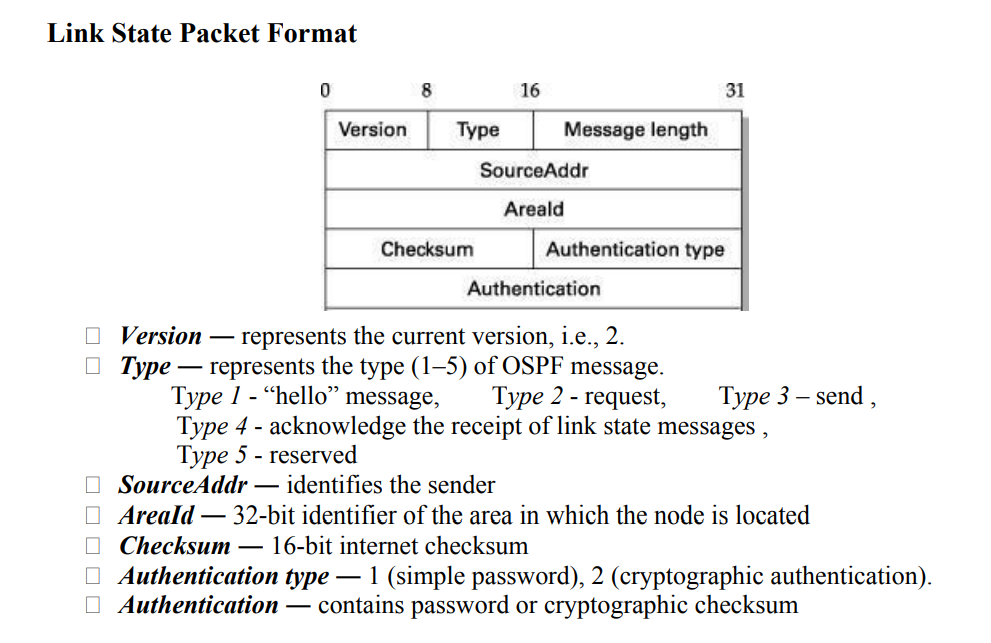 Link State Packet Format
0 8 16 31
Version Type Message length
SourceAddr
AreaId
Checksum Authentication type
Authentication
Version — represents the current version, i.e., 2.
Type — represents the type (1–5) of OSPF message.
Type 1 - “hello” message, Type 2 - request, Type 3 – send ,
Type 4 - acknowledge the receipt of link state messages ,
Type 5 - reserved
SourceAddr — identifies the sender
AreaId — 32-bit identifier of the area in which the node is located
Checksum — 16-bit internet checksum
Authentication type — 1 (simple password), 2 (cryptographic authentication).
Authentication — contains password or cryptographic checksum